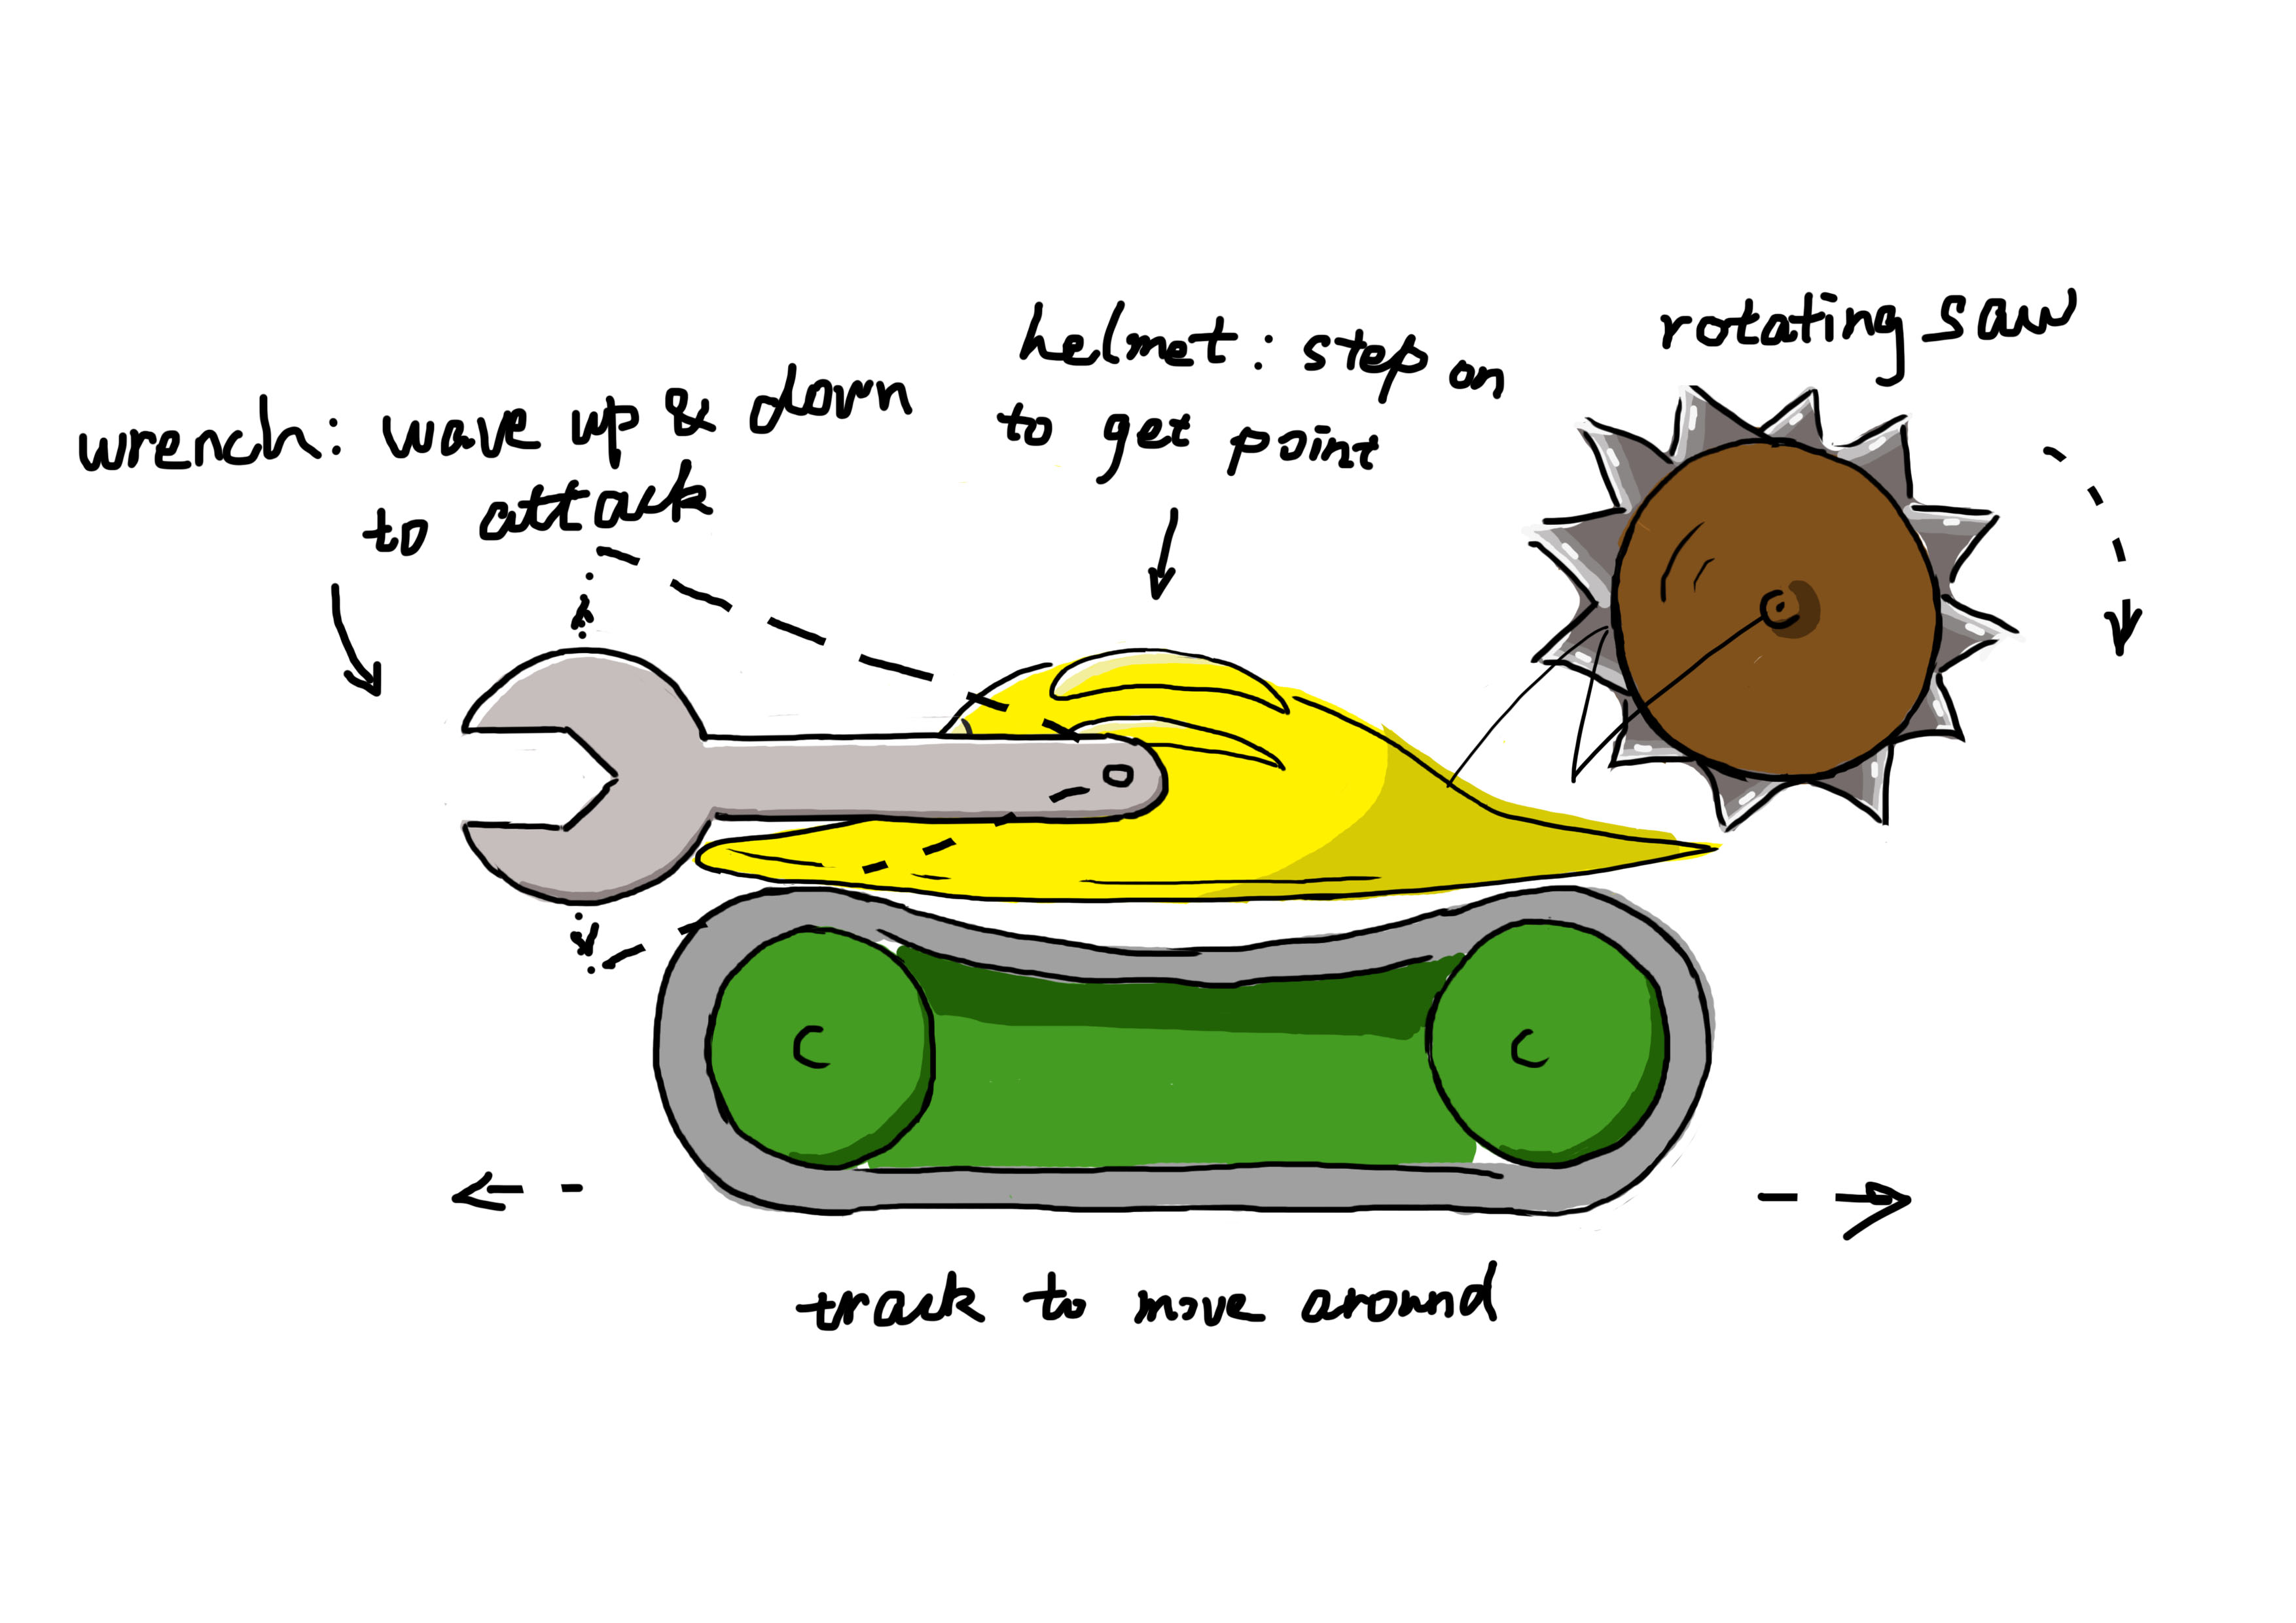 wrench: wave up & down
to attack
helmet: step on
to get point
rotating saw
track to move around